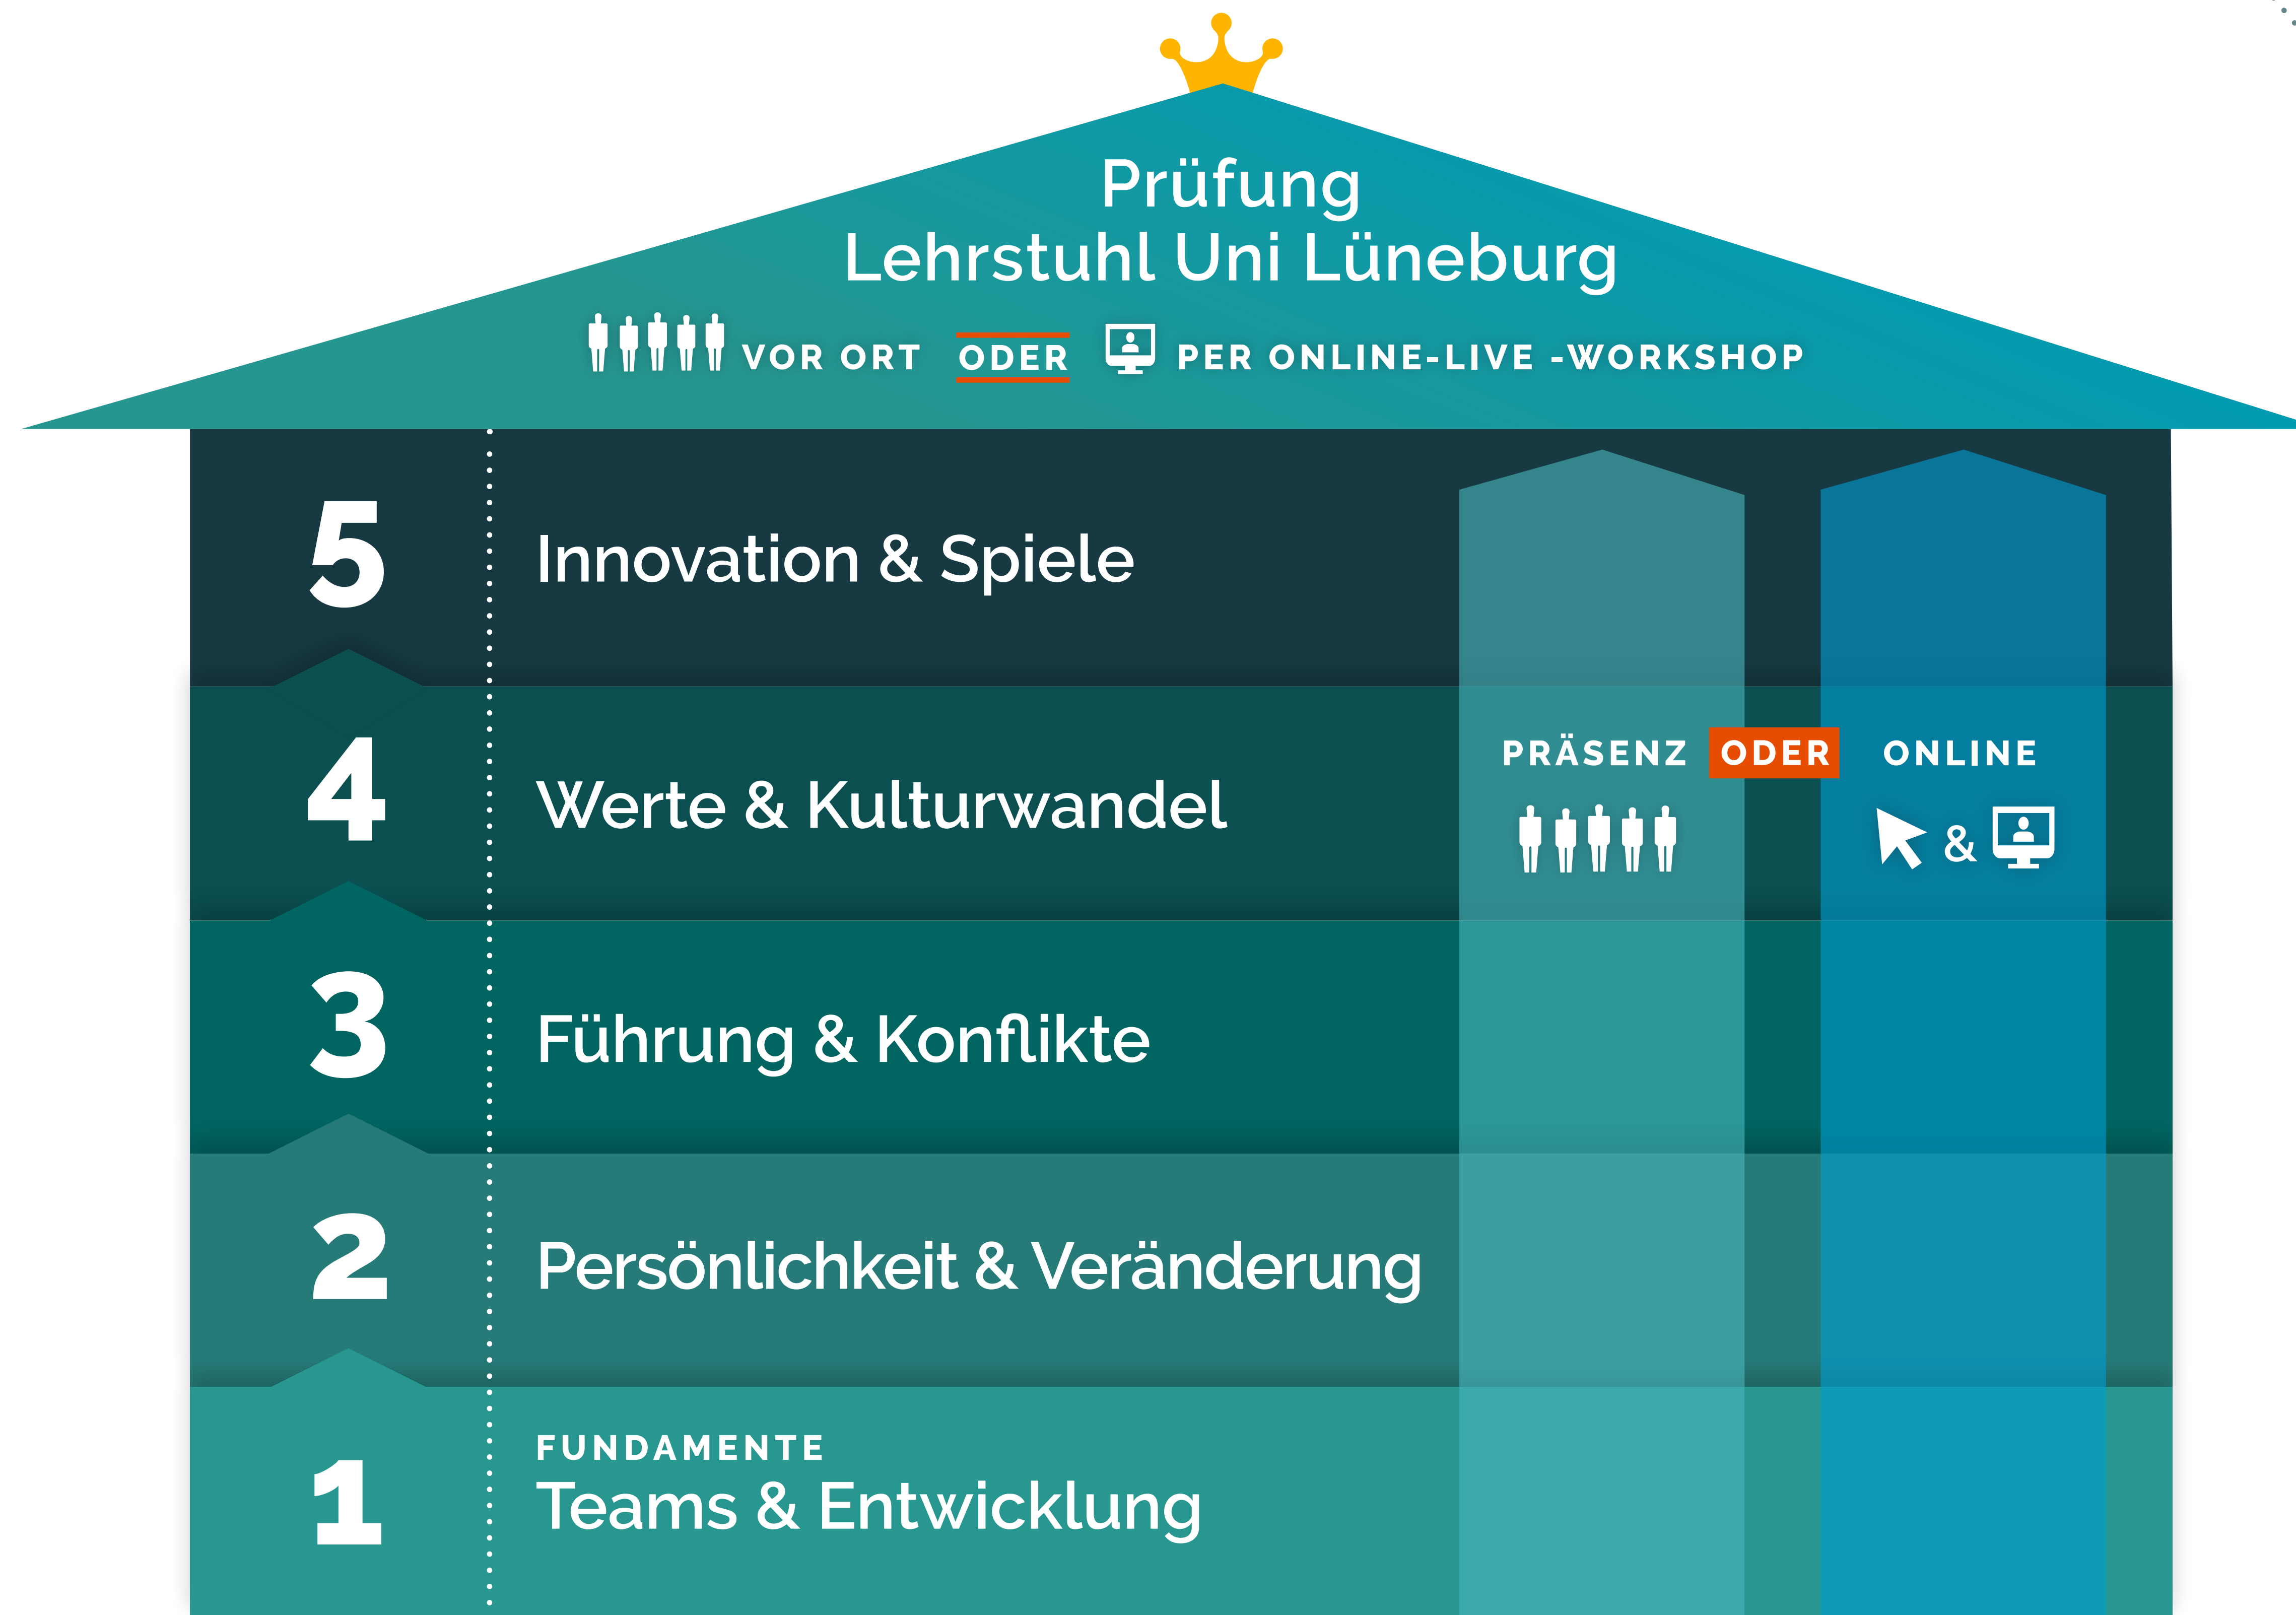 Prüfung
Lehrstuhl Uni Lüneburg
VOR ORT ODER PER ONLINE-LIVE -WORKSHOP
5 Innovation & Spiele
PRÄSENZ ODER ONLINE
4 Werte & Kulturwandel
&
3 Führung & Konflikte
2 Persönlichkeit & Veränderung
FUNDAMENTE
1 Teams & Entwicklung